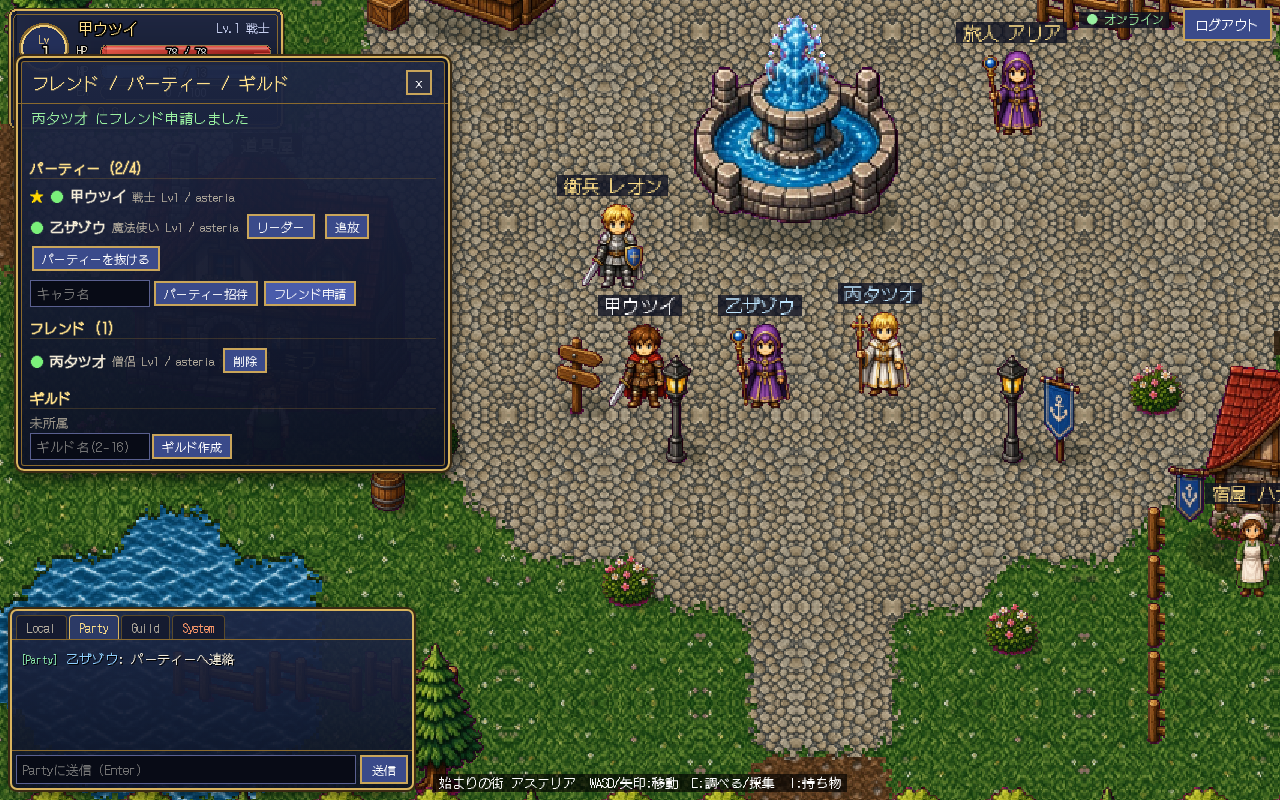 Lv
1
甲ウツイ
Lv.1 戦士
HP
78 / 78
旅人 アリア
オンライン
ログアウト
フレンド / パーティー / ギルド
x
丙タツオ にフレンド申請しました
パーティー (2/4)
★ 甲ウツイ 戦士 Lv1 / asteria
乙ザゾウ 魔法使い Lv1 / asteria リーダー 追放
パーティーを抜ける
キャラ名 パーティー招待 フレンド申請
フレンド (1)
丙タツオ 僧侶 Lv1 / asteria 削除
ギルド
未所属
ギルド名(2-16) ギルド作成
衛兵 レオン
甲ウツイ
乙ザゾウ
丙タツオ
宿屋 ハ
Local Party Guild System
[Party] 乙ザゾウ: パーティーへ連絡
Partyに送信 (Enter) 送信
始まりの街 アステリア WASD/矢印:移動 E:調べる/採集 I:持ち物